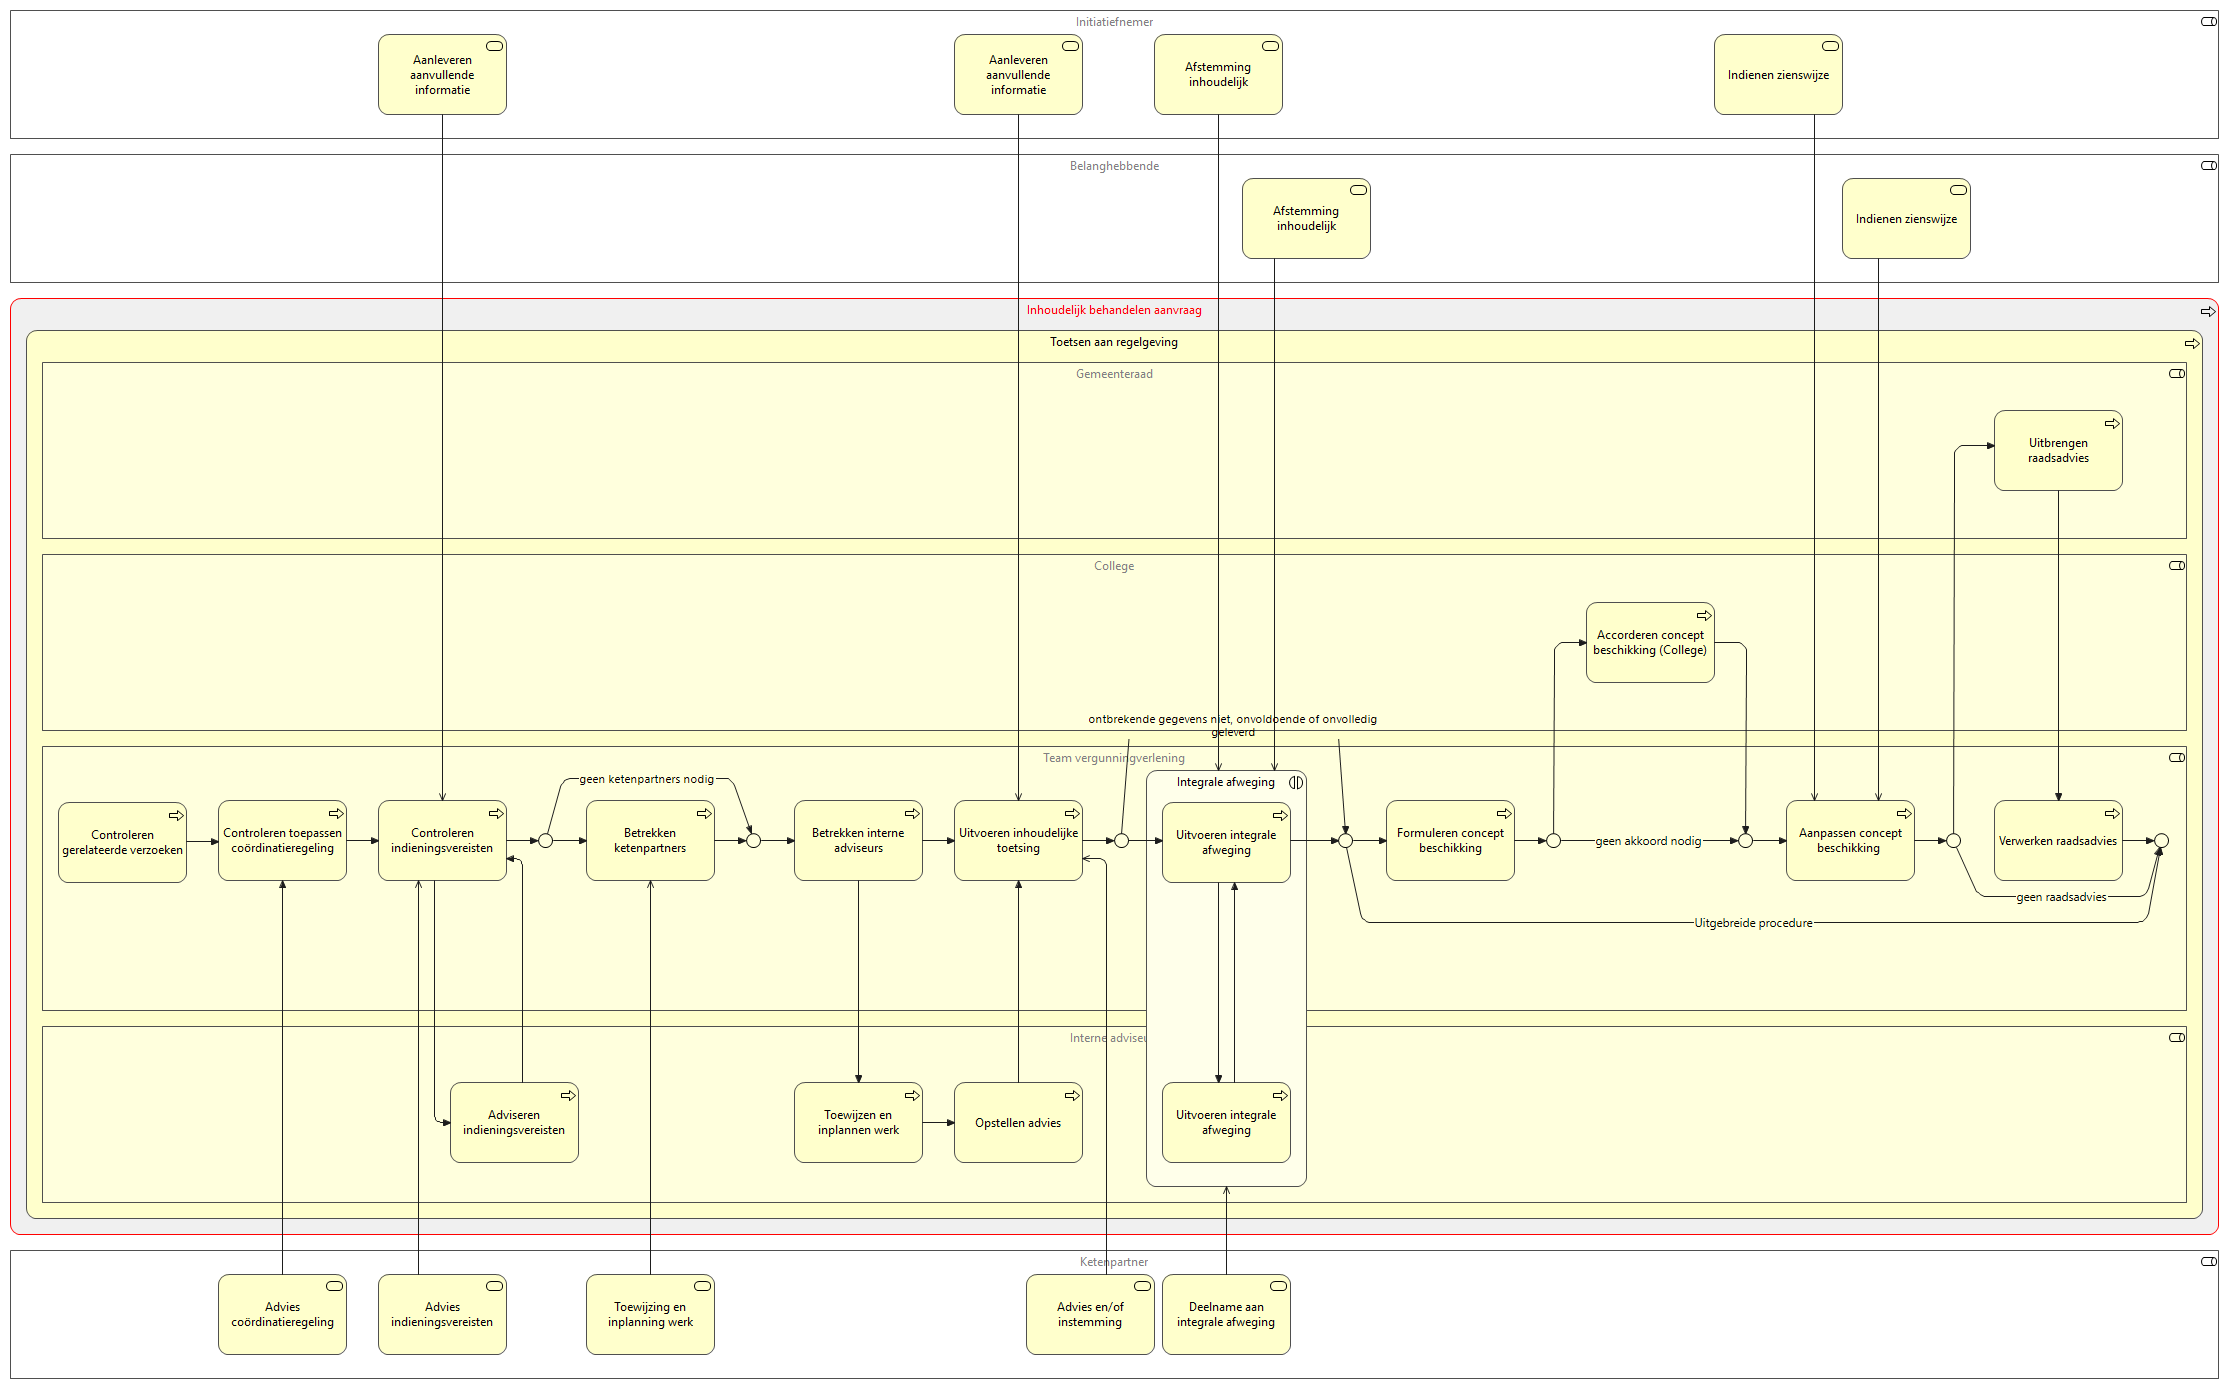 Initiatiefnemer
Aanleveren
aanvullende
informatie
Aanleveren
aanvullende
informatie
Afstemming
inhoudelijk
Indienen zienswijze
Belanghebbende
Afstemming
inhoudelijk
Indienen zienswijze
Inhoudelijk behandelen aanvraag
Toetsen aan regelgeving
Gemeenteraad
Uitbrengen
raadsadvies
College
Accorderen concept
beschikking (College)
ontbrekende gegevens niet, onvoldoende of onvolledig
geleverd
Team vergunningverlening
geen ketenpartners nodig
Integrale afweging
Controleren
gerelateerde verzoeken
Controleren toepassen
coördinatieregeling
Controleren
indieningsvereisten
Betrekken
ketenpartners
Betrekken interne
adviseurs
Uitvoeren inhoudelijke
toetsing
Uitvoeren integrale
afweging
Formuleren concept
beschikking
geen akkoord nodig
Aanpassen concept
beschikking
Verwerken raadsadvies
geen raadsadvies
Uitgebreide procedure
Interne adviseu
Adviseren
indieningsvereisten
Toewijzen en
inplannen werk
Opstellen advies
Uitvoeren integrale
afweging
Ketenpartner
Advies
coördinatieregeling
Advies
indieningsvereisten
Toewijzing en
inplanning werk
Advies en/of
instemming
Deelname aan
integrale afweging